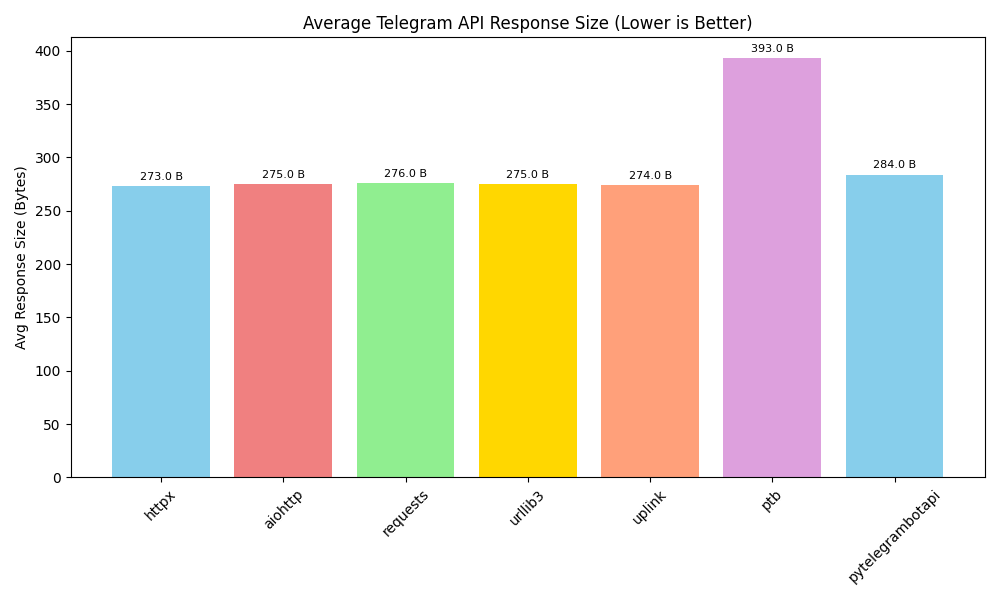 Average Telegram API Response Size (Lower is Better)
Avg Response Size (Bytes)
400
350
300
250
200
150
100
50
0
273.0 B
275.0 B
276.0 B
275.0 B
274.0 B
393.0 B
284.0 B
httpx
aiohttp
requests
urllib3
uplink
ptb
pytelegrambotapi